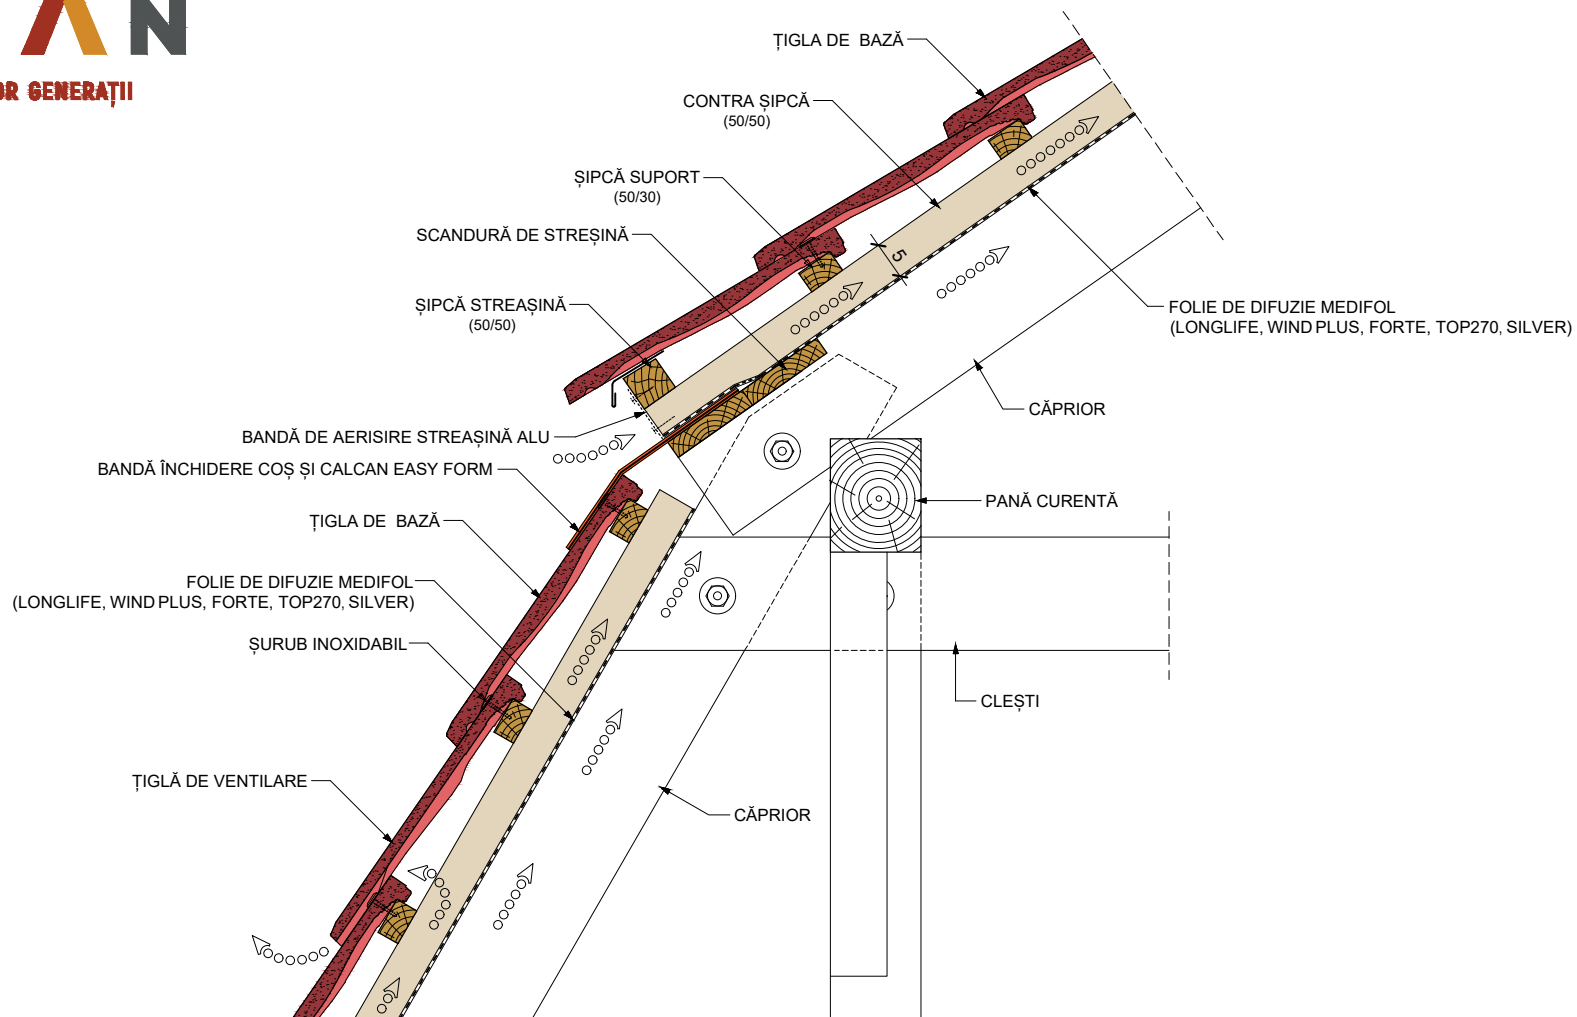 AN
OR GENERAȚII
ȚIGLA DE BAZĂ
CONTRA ȘIPCĂ
(50/50)
ȘIPCĂ SUPORT
(50/30)
SCANDURĂ DE STREȘINĂ
ȘIPCĂ STREAȘINĂ
(50/50)
5
FOLIE DE DIFUZIE MEDIFOL
(LONGLIFE, WIND PLUS, FORTE, TOP270, SILVER)
CĂPRIOR
BANDĂ DE AERISIRE STREAȘINĂ ALU
BANDĂ ÎNCHIDERE COȘ ȘI CALCAN EASY FORM
PANĂ CURENTĂ
ȚIGLA DE BAZĂ
FOLIE DE DIFUZIE MEDIFOL
(LONGLIFE, WIND PLUS, FORTE, TOP270, SILVER)
ȘURUB INOXIDABIL
CLEȘTI
ȚIGLĂ DE VENTILARE
CĂPRIOR